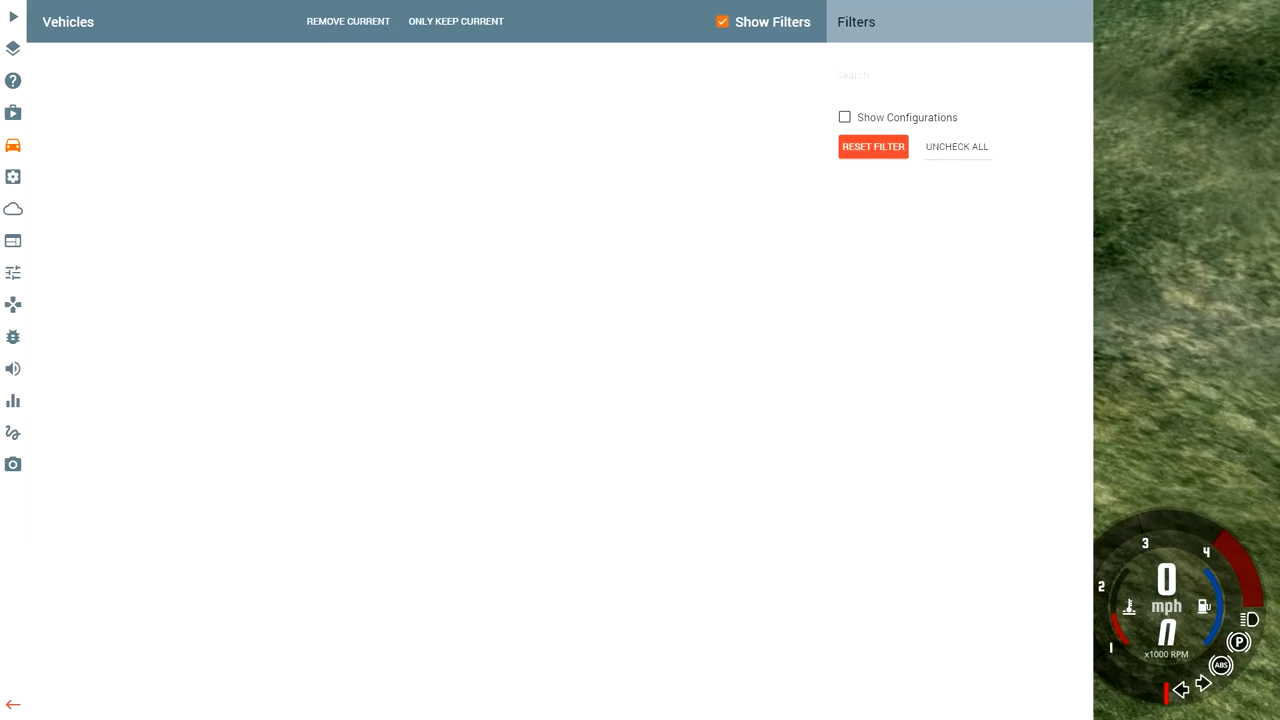 Vehicles
REMOVE CURRENT
ONLY KEEP CURRENT
Show Filters
Filters
Search
Show Configurations
RESET FILTER
UNCHECK ALL
3
4
2
0
mph
1
n
x1000 RPM
P
ABS